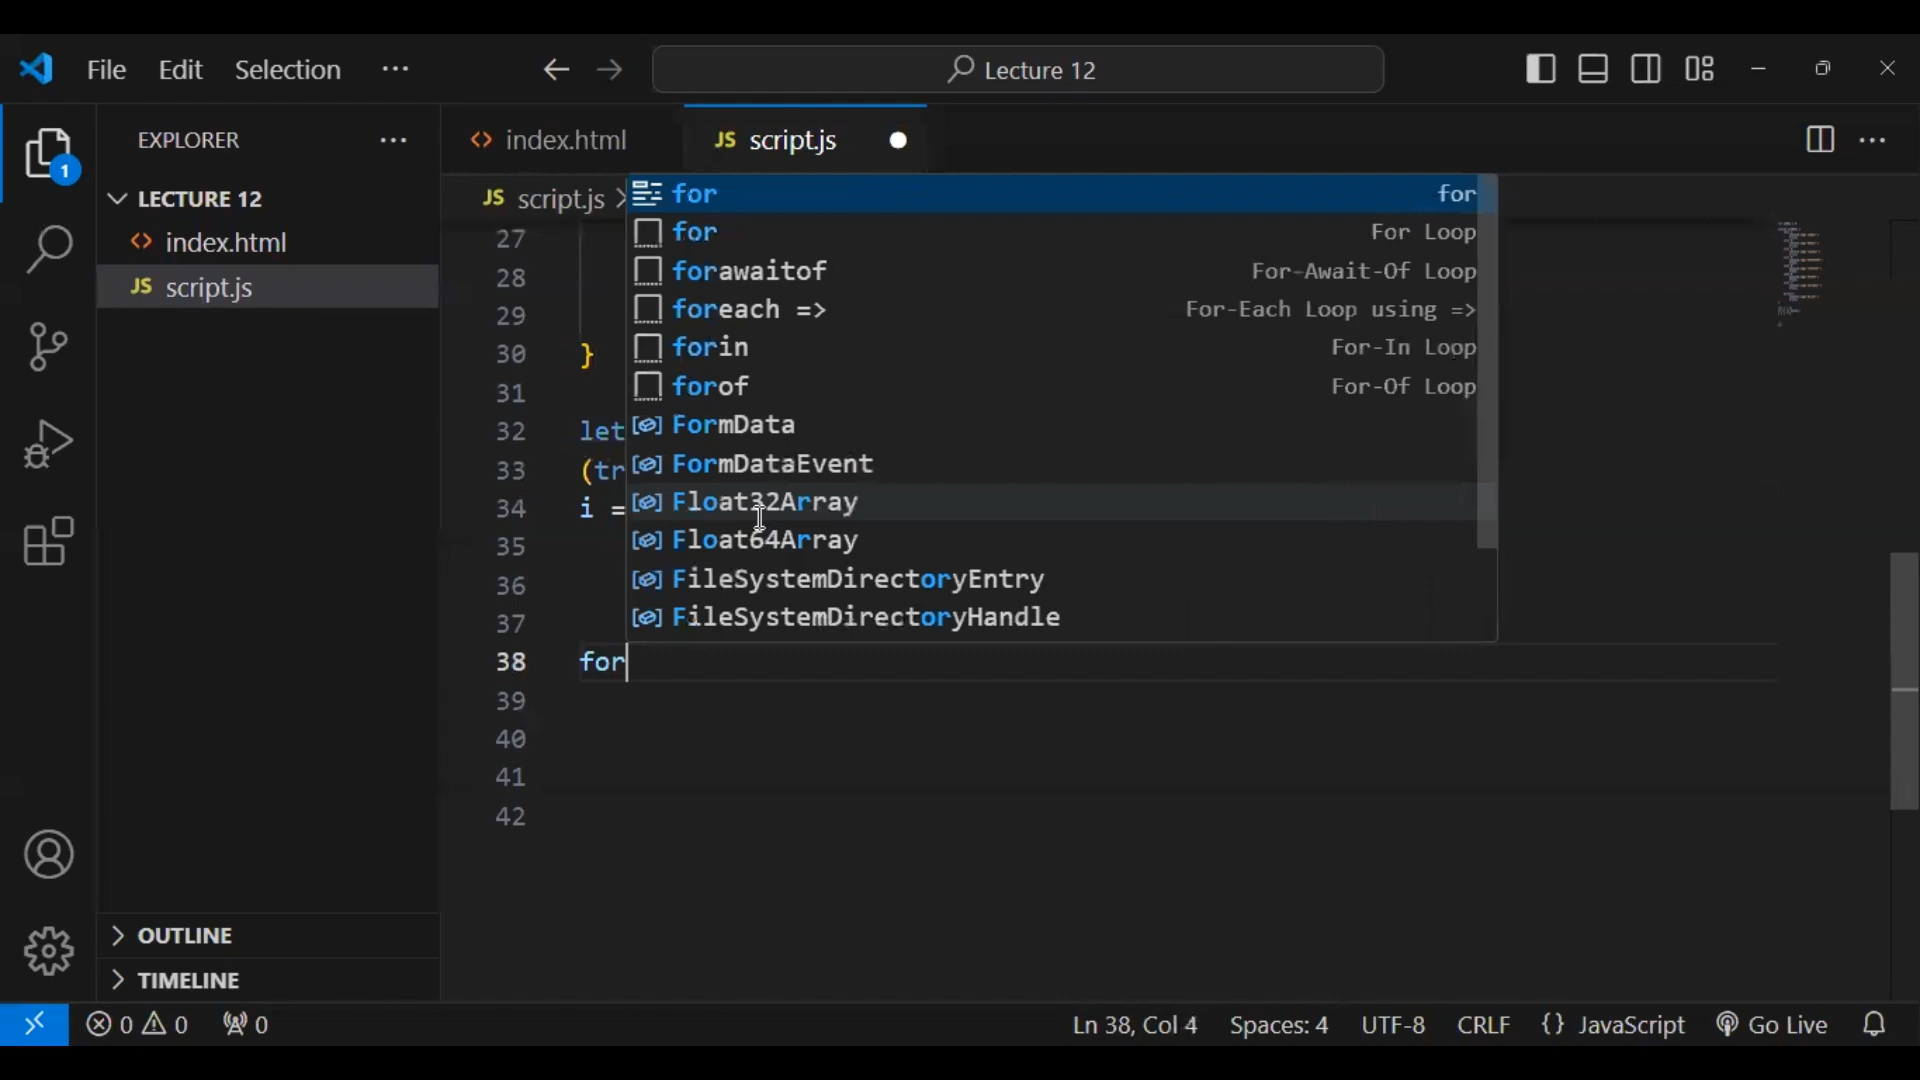 File Edit Selection ···
Lecture 12
EXPLORER ···
1
LECTURE 12
<> index.html
JS script.js
OUTLINE
TIMELINE
<> index.html
JS script.js
JS script.js >
27
28
29
30 }
31
32 let
33 (tr
34 i =
35
36
37
38 for
39
40
41
42
for for
for For Loop
forawaitof For-Await-Of Loop
foreach => For-Each Loop using =>
forin For-In Loop
forof For-Of Loop
FormData
FormDataEvent
Float32Array
Float64Array
FileSystemDirectoryEntry
FileSystemDirectoryHandle
0 0 0 Ln 38, Col 4 Spaces: 4 UTF-8 CRLF {} JavaScript Go Live